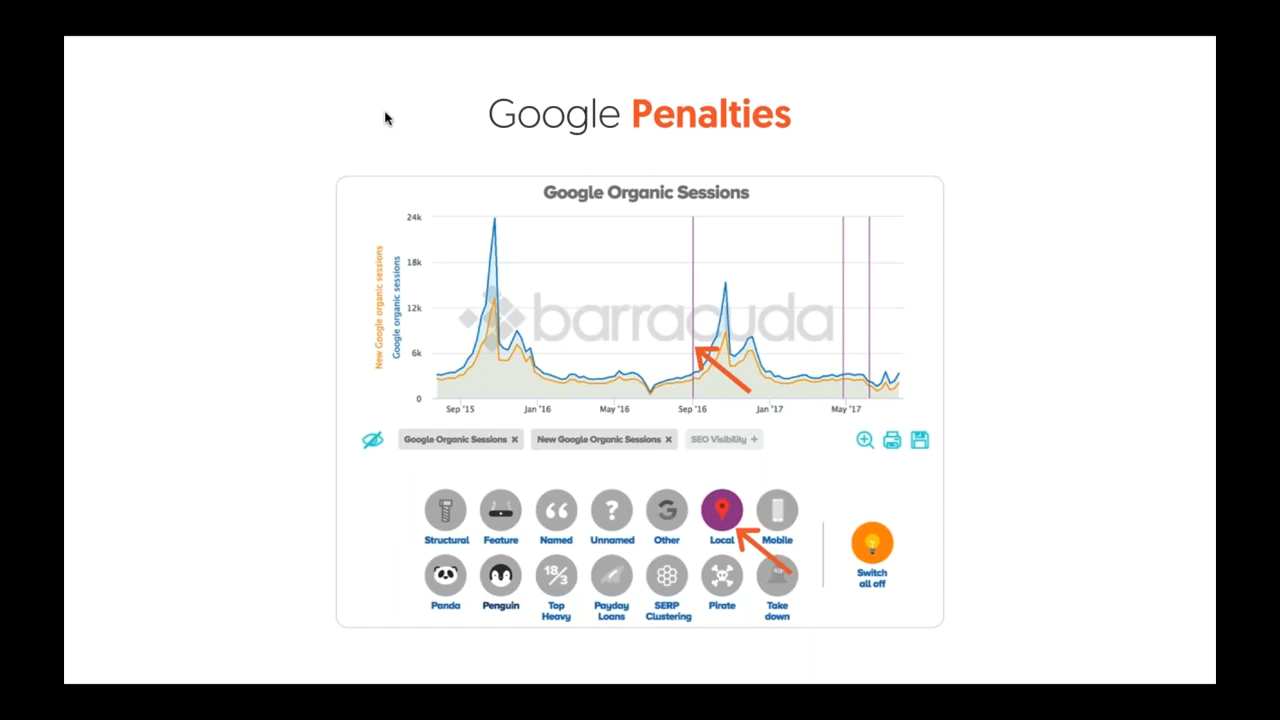 Google Penalties
Google Organic Sessions
24k
18k
12k
6k
0
New Google organic sessions
Google organic sessions
barracuda
Sep '15
Jan '16
May '16
Sep '16
Jan '17
May '17
Google Organic Sessions ×
New Google Organic Sessions ×
SEO Visibility +
Structural
Feature
Named
Unnamed
Other
Local
Mobile
18/3
Panda
Penguin
Top
Heavy
Payday
Loans
SERP
Clustering
Pirate
Take
down
Switch
all off